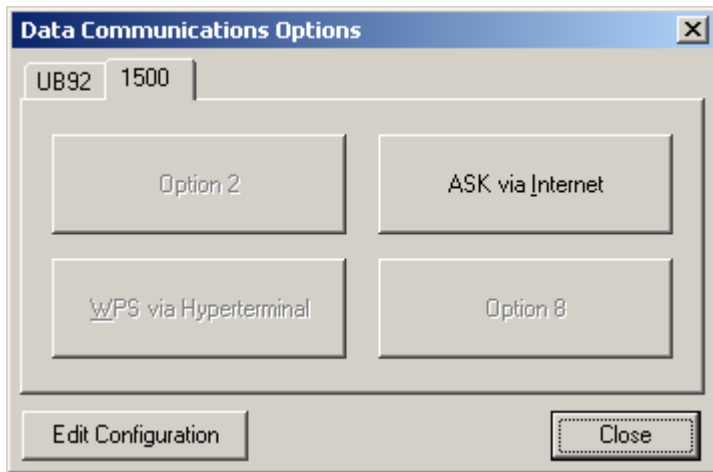 Data Communications Options
UB92 1500
Option 2 ASK via Internet
WPS via Hyperterminal Option 8
Edit Configuration Close